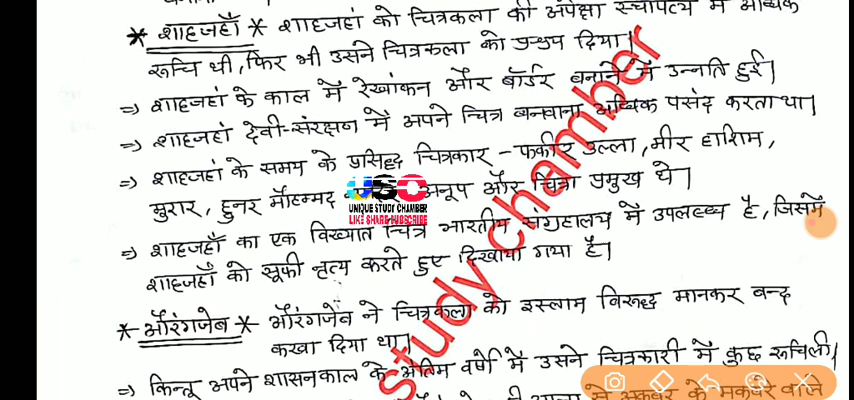 * शाहजहाँ * शाहजहां को चित्रकला की अपेक्षा स्थापत्य में अधिक
रूचि थी, फिर भी उसने चित्रकला को प्रश्रय दिया।
⇒ शाहजहां के काल में रेखांकन और बॉर्डर बनाने में उन्नति हुई।
⇒ शाहजहां देवी-संरक्षण में अपने चित्र बनवाना अधिक पसंद करता था।
⇒ शाहजहां के समय के प्रसिद्ध चित्रकार - फकीर उल्ला, मीर हाशिम,
मुरार, हुनर मौहम्मद अनूप और चित्रा प्रमुख थे।
USC
UNIQUE STUDY CHAMBER
LIKE SHARE SUBSCRIBE
⇒ शाहजहाँ का एक विख्यात चित्र भारतीय संग्रहालय में उपलब्ध है, जिसमें
शाहजहाँ को सूफी नृत्य करते हुए दिखाया गया है।
* औरंगजेब * औरंगजेब ने चित्रकला को इस्लाम विरुद्ध मानकर बन्द
करवा दिया था।
⇒ किन्तू अपने शासनकाल के अंतिम वर्षों में उसने चित्रकारी में कुछ रूचि ली,
में अकबर के मकबरे वाले
study chamber